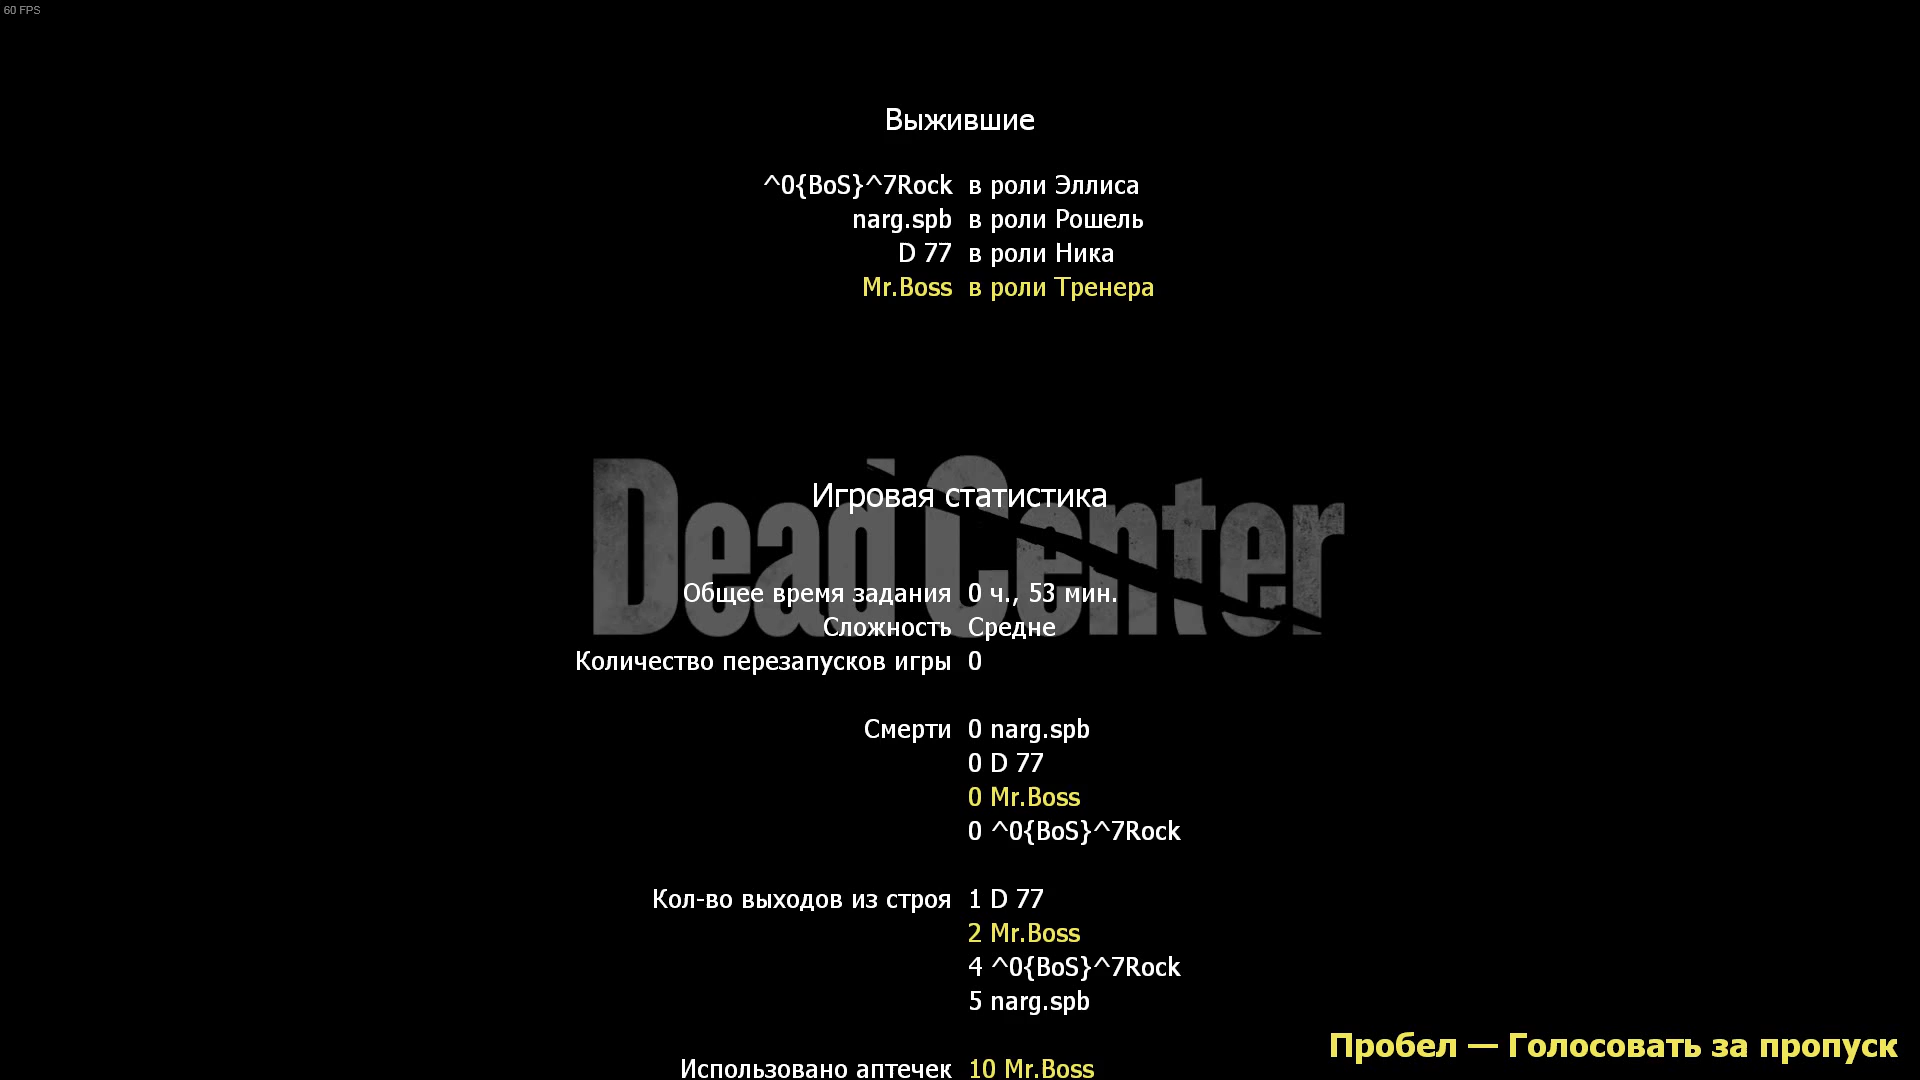 60 FPS
Выжившие
^0{BoS}^7Rock в роли Эллиса
narg.spb в роли Рошель
D 77 в роли Ника
Mr.Boss в роли Тренера
Dead Center
Игровая статистика
Общее время задания 0 ч., 53 мин.
Сложность Средне
Количество перезапусков игры 0
Смерти 0 narg.spb
0 D 77
0 Mr.Boss
0 ^0{BoS}^7Rock
Кол-во выходов из строя 1 D 77
2 Mr.Boss
4 ^0{BoS}^7Rock
5 narg.spb
Использовано аптечек 10 Mr.Boss
Пробел — Голосовать за пропуск